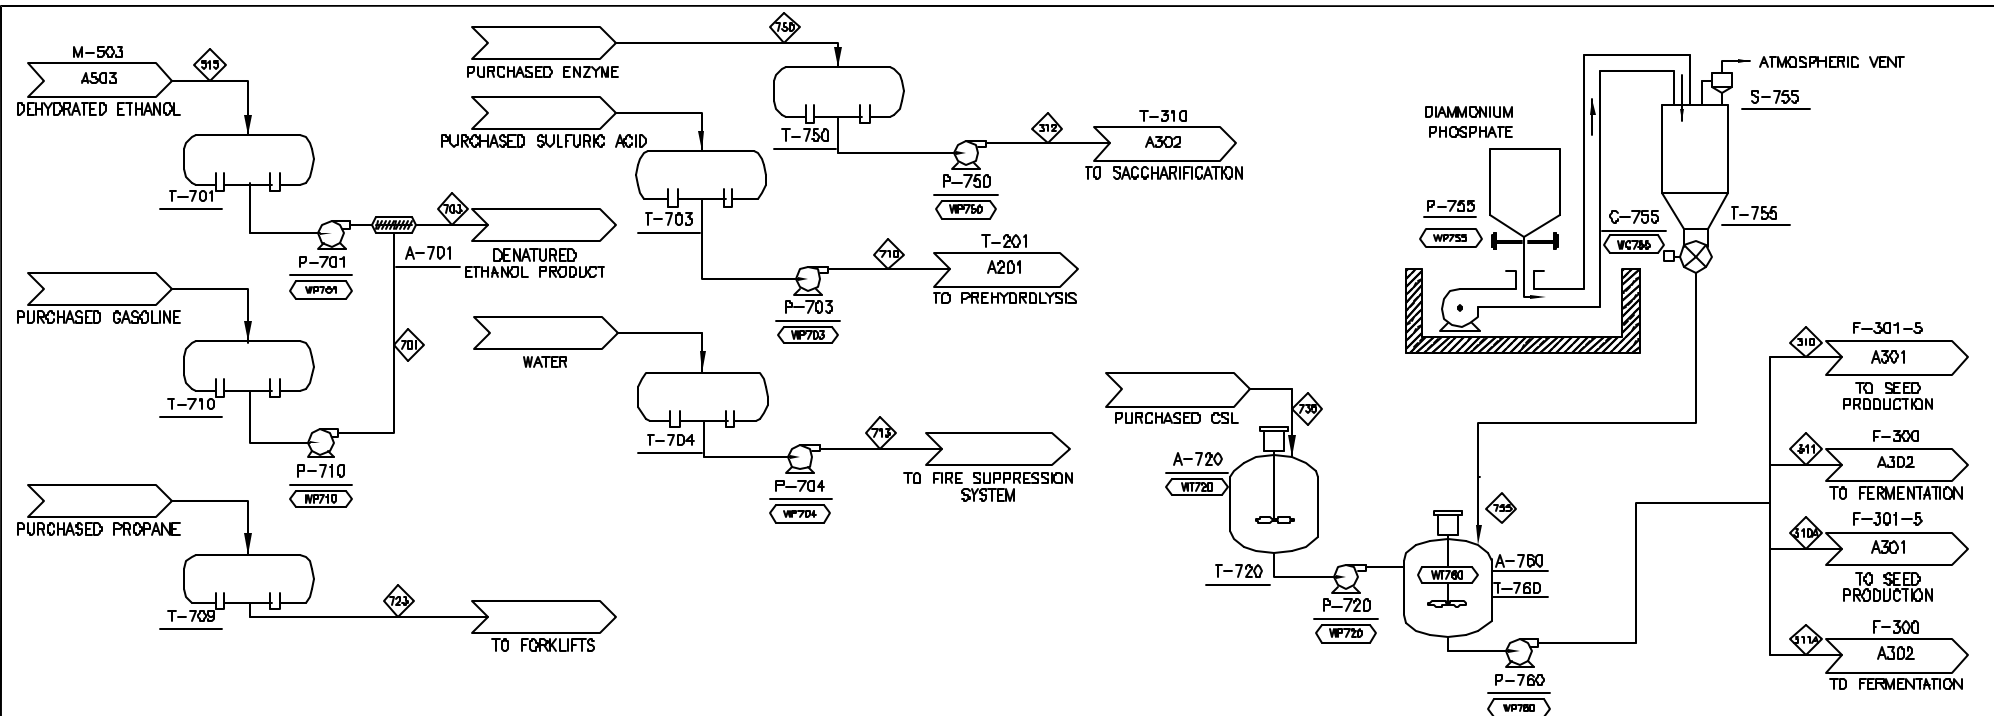 M-503
A503
DEHYDRATED ETHANOL
515
T-701
P-701
WP701
A-701
703
DENATURED
ETHANOL PRODUCT
PURCHASED GASOLINE
T-710
P-710
WP710
701
PURCHASED PROPANE
T-709
723
TO FORKLIFTS
PURCHASED ENZYME
750
T-750
P-750
WP750
312
T-310
A302
TO SACCHARIFICATION
PURCHASED SULFURIC ACID
T-703
P-703
WP703
710
T-201
A201
TO PREHYDROLYSIS
WATER
T-704
P-704
WP704
713
TO FIRE SUPPRESSION
SYSTEM
DIAMMONIUM
PHOSPHATE
P-755
WP755
ATMOSPHERIC VENT
S-755
C-755
WC755
T-755
PURCHASED CSL
735
A-720
WT720
T-720
P-720
WP720
755
A-760
WT760
T-760
P-760
WP760
310
F-301-5
A301
TO SEED
PRODUCTION
311
F-300
A302
TO FERMENTATION
310A
F-301-5
A301
TO SEED
PRODUCTION
311A
F-300
A302
TO FERMENTATION